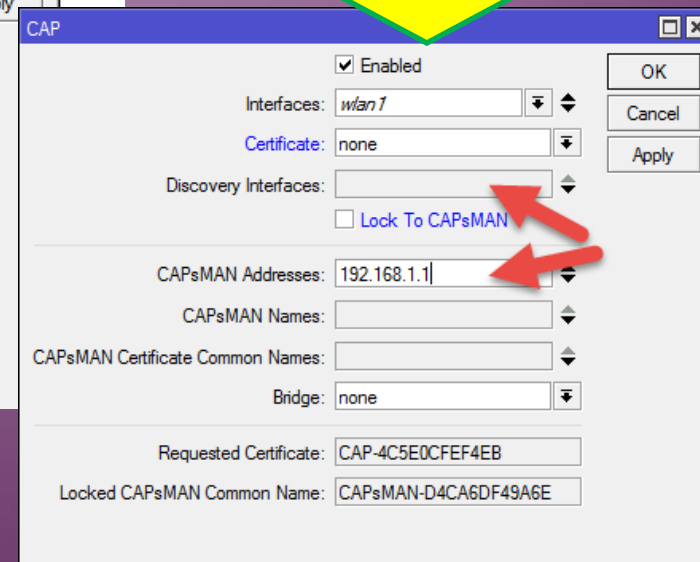 CAP
Enabled
OK
Interfaces: wlan1
Cancel
Certificate: none
Apply
Discovery Interfaces:
Lock To CAPsMAN
CAPsMAN Addresses: 192.168.1.1
CAPsMAN Names:
CAPsMAN Certificate Common Names:
Bridge: none
Requested Certificate: CAP-4C5E0CFEF4EB
Locked CAPsMAN Common Name: CAPsMAN-D4CA6DF49A6E